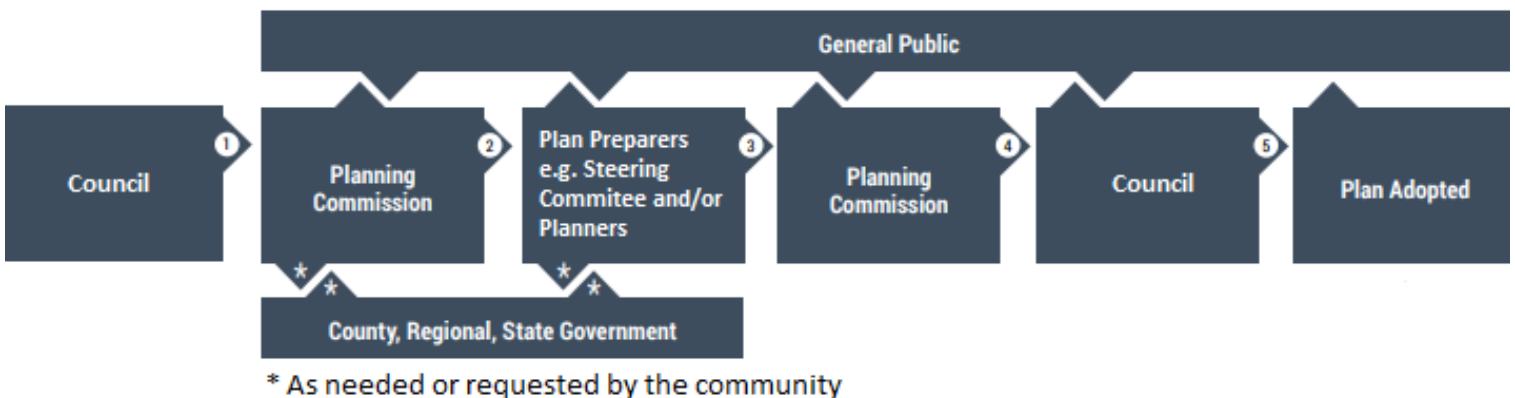 General Public
Council
1
Planning
Commission
2
Plan Preparers
e.g. Steering
Commitee and/or
Planners
3
Planning
Commission
4
Council
5
Plan Adopted
*
*
*
*
County, Regional, State Government
* As needed or requested by the community